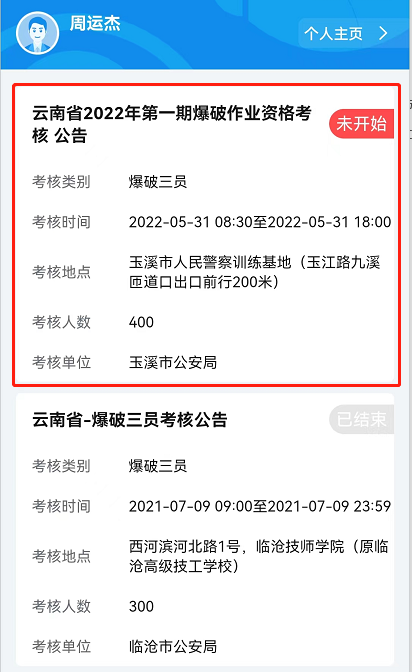 周运杰
个人主页
云南省2022年第一期爆破作业资格考
核 公告
未开始
考核类别 爆破三员
考核时间 2022-05-31 08:30至2022-05-31 18:00
考核地点 玉溪市人民警察训练基地（玉江路九溪
匝道口出口前行200米）
考核人数 400
考核单位 玉溪市公安局
云南省-爆破三员考核公告
已结束
考核类别 爆破三员
考核时间 2021-07-09 09:00至2021-07-09 23:59
考核地点 西河滨河北路1号，临沧技师学院（原临
沧高级技工学校）
考核人数 300
考核单位 临沧市公安局